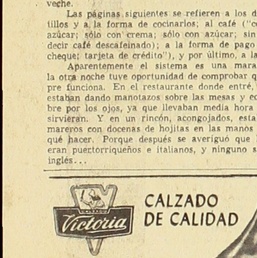 veche.
Las páginas siguientes se refieren a los d
tillos y a la forma de cocinarlos; al café ("c
azúcar; sólo con crema; sólo con azúcar; sin
decir café descafeinado); a la forma de pago
cheque; tarjeta de crédito"), y por último, a la
Aparentemente el sistema es una marav
la otra noche tuve oportunidad de comprobar q
pre funciona. En el restaurante donde entré,
estaban dando manotazos sobre las mesas y ec
bre por los ojos, ya que llevaban media hora
sirvieran. Y en un rincón, acongojados, esta
mareros con docenas de hojitas en las manos
qué hacer. Porque después se averiguó que
eran puertorriqueños e italianos, y ninguno s
inglés...
Victoria
CALZADO
DE CALIDAD